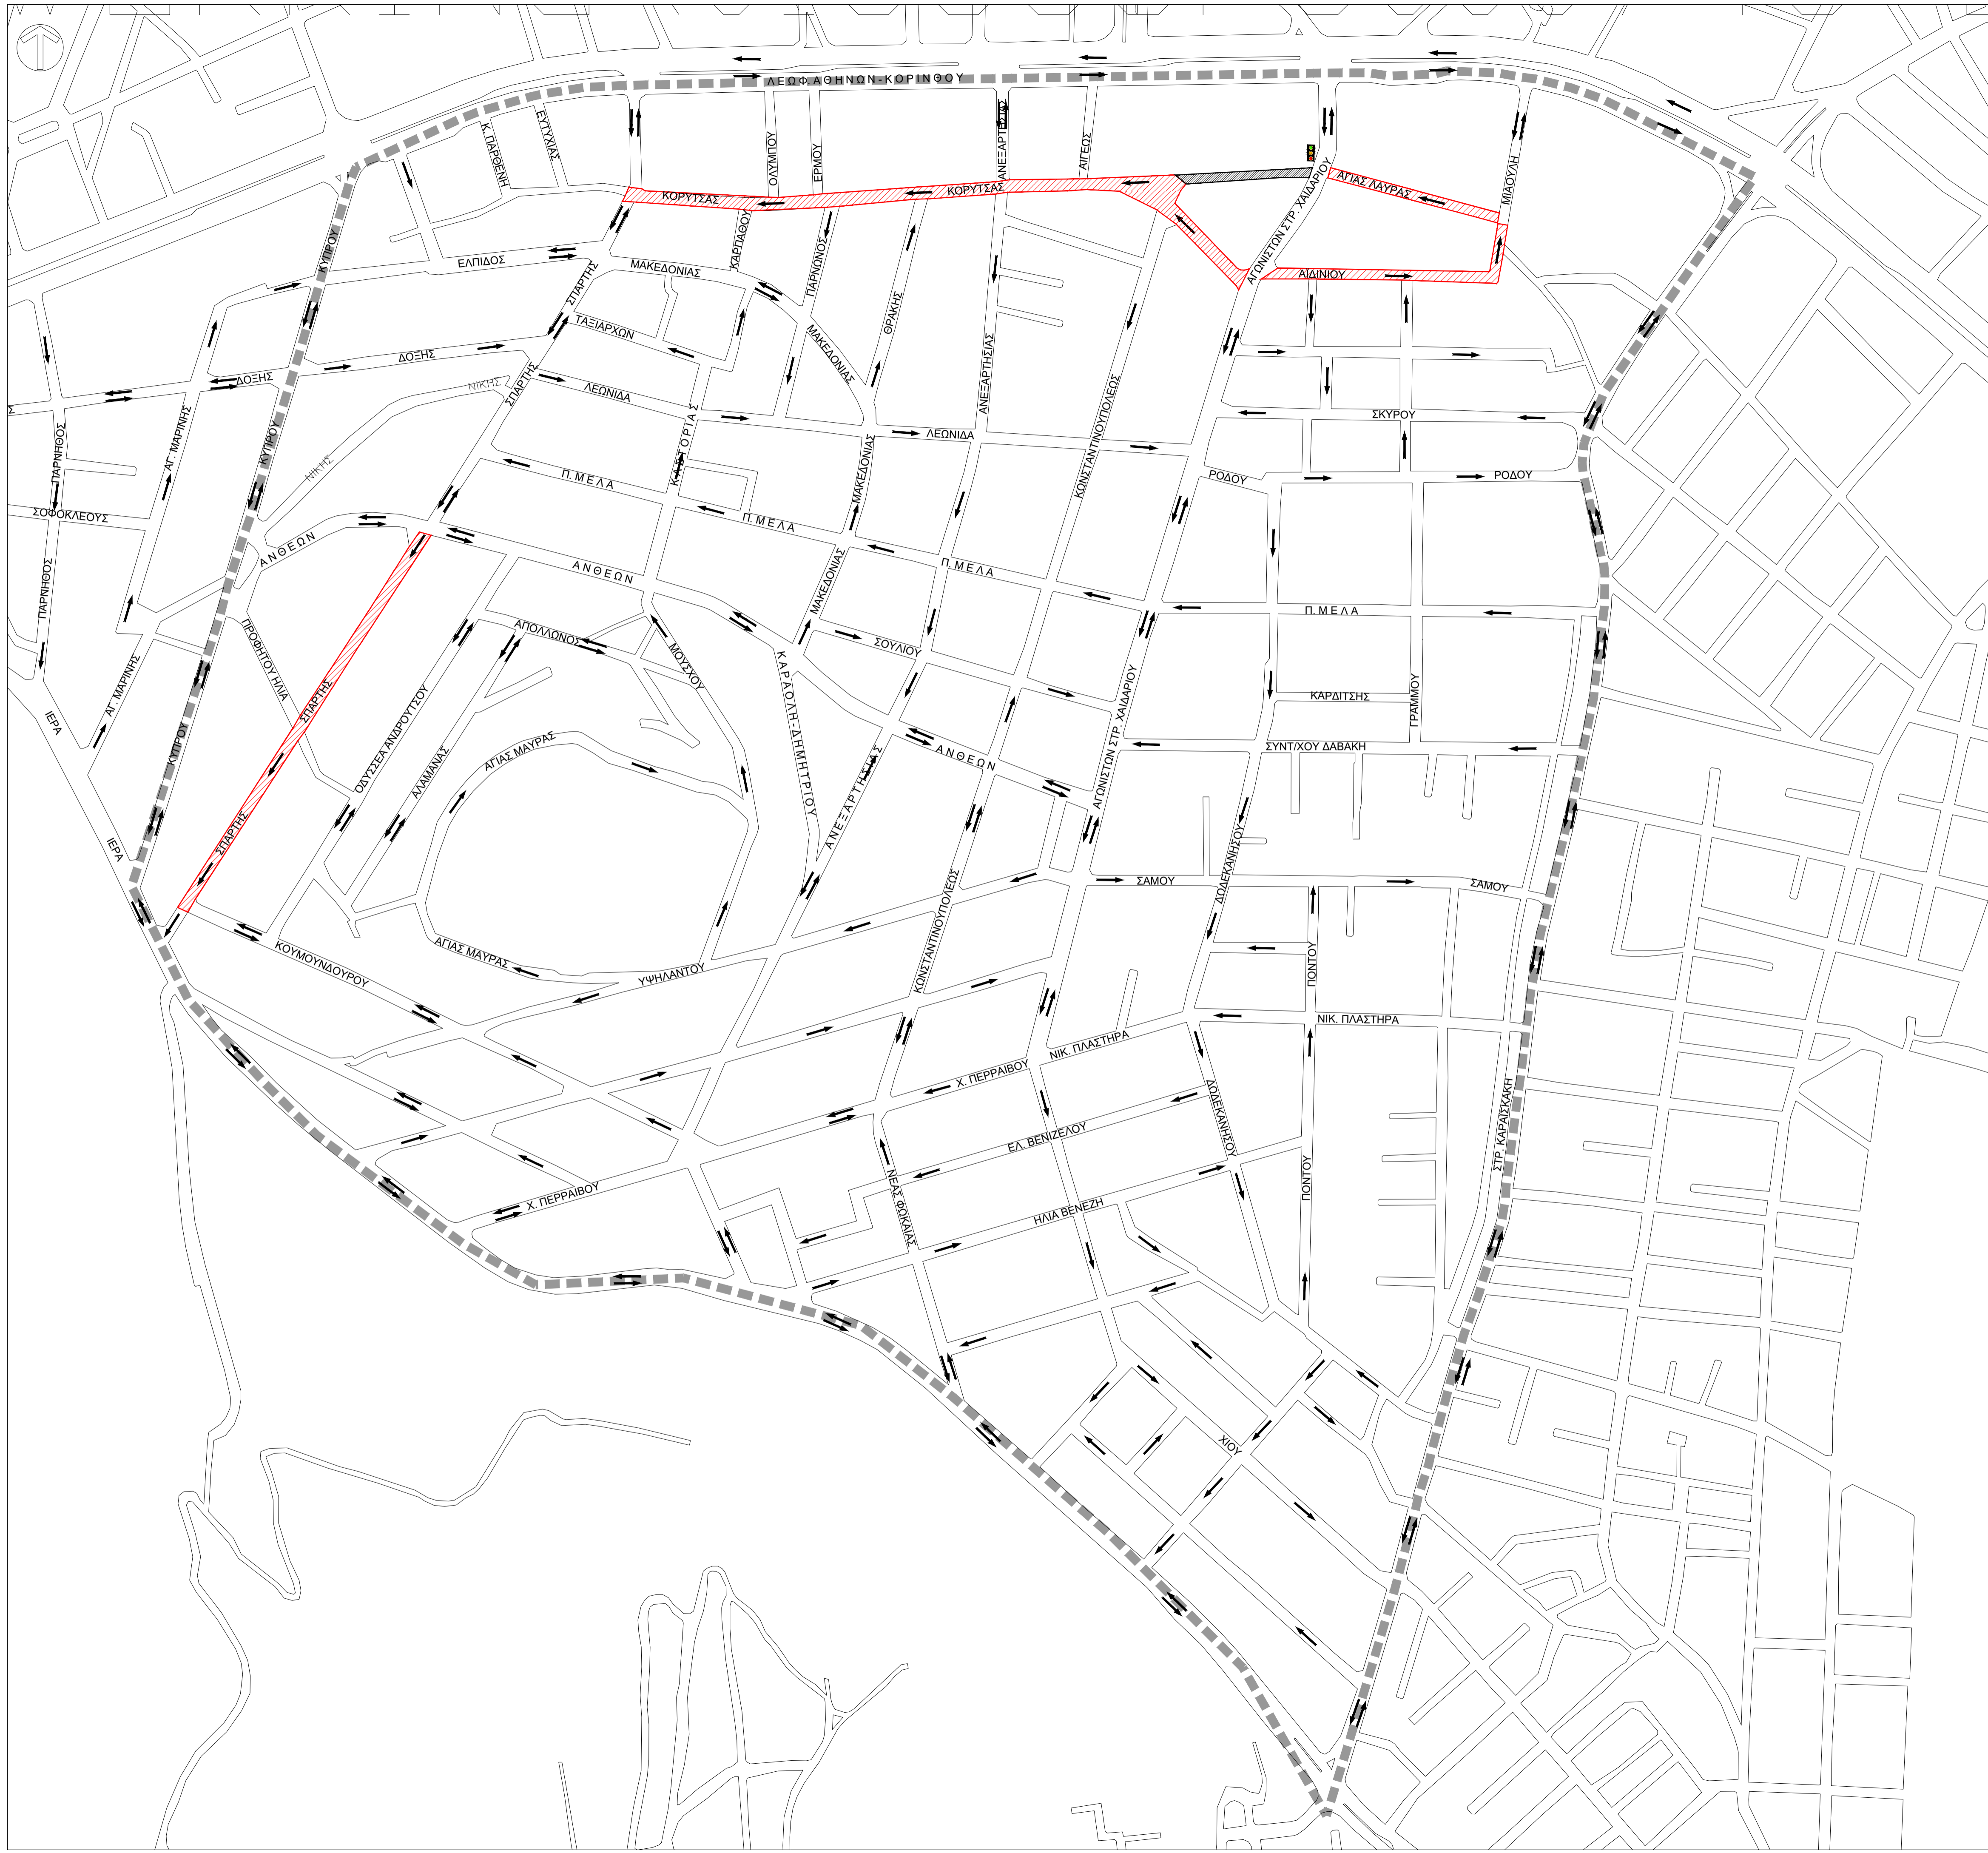 ΛΕΩΦ.ΑΘΗΝΩΝ-ΚΟΡΙΝΘΟΥ
Κ. ΠΑΡΘΕΝΗ
ΕΥΤΥΧΙΑΣ
ΟΛΥΜΠΟΥ
ΕΡΜΟΥ
ΑΝΕΞΑΡΤΗΣΙΑΣ
ΑΙΓΕΩΣ
ΚΟΡΥΤΣΑΣ
ΚΟΡΥΤΣΑΣ
ΑΓΩΝΙΣΤΩΝ ΣΤΡ. ΧΑΙΔΑΡΙΟΥ
ΑΓΙΑΣ ΛΑΥΡΑΣ
ΜΙΑΟΥΛΗ
ΑΙΔΙΝΙΟΥ
ΚΥΠΡΟΥ
ΕΛΠΙΔΟΣ
ΣΠΑΡΤΗΣ
ΜΑΚΕΔΟΝΙΑΣ
ΚΑΡΠΑΘΟΥ
ΠΑΡΝΩΝΟΣ
ΘΡΑΚΗΣ
ΤΑΞΙΑΡΧΩΝ
ΜΑΚΕΔΟΝΙΑΣ
ΔΟΞΗΣ
ΔΟΞΗΣ
ΝΙΚΗΣ
ΝΙΚΗΣ
ΣΠΑΡΤΗΣ
ΛΕΩΝΙΔΑ
ΛΕΩΝΙΔΑ
ΑΝΕΞΑΡΤΗΣΙΑΣ
ΚΩΝΣΤΑΝΤΙΝΟΥΠΟΛΕΩΣ
ΣΚΥΡΟΥ
ΡΟΔΟΥ
ΡΟΔΟΥ
Σ
ΠΑΡΝΗΘΟΣ
ΑΓ. ΜΑΡΙΝΗΣ
ΚΥΠΡΟΥ
ΚΑΣΤΟΡΙΑΣ
ΜΑΚΕΔΟΝΙΑΣ
Π.ΜΕΛΑ
Π.ΜΕΛΑ
Π.ΜΕΛΑ
Π.ΜΕΛΑ
ΣΟΦΟΚΛΕΟΥΣ
ΑΝΘΕΩΝ
ΑΝΘΕΩΝ
ΠΑΡΝΗΘΟΣ
ΜΑΚΕΔΟΝΙΑΣ
ΣΟΥΛΙΟΥ
ΑΠΟΛΛΩΝΟΣ
ΜΟΥΣΧΟΥ
ΠΡΟΦΗΤΟΥ ΗΛΙΑ
ΑΓ. ΜΑΡΙΝΗΣ
ΙΕΡΑ
ΚΥΠΡΟΥ
ΣΠΑΡΤΗΣ
ΟΔΥΣΣΕΑ ΑΝΔΡΟΥΤΣΟΥ
ΑΛΑΜΑΝΑΣ
ΑΓΙΑΣ ΜΑΥΡΑΣ
ΚΑΡΑΟΛΗ-ΔΗΜΗΤΡΙΟΥ
ΑΝΕΞΑΡΤΗΣΙΑΣ
ΑΝΘΕΩΝ
ΑΓΩΝΙΣΤΩΝ ΣΤΡ. ΧΑΙΔΑΡΙΟΥ
ΚΑΡΔΙΤΣΗΣ
ΓΡΑΜΜΟΥ
ΣΥΝΤ/ΧΟΥ ΔΑΒΑΚΗ
ΙΕΡΑ
ΣΠΑΡΤΗΣ
ΔΩΔΕΚΑΝΗΣΟΥ
ΣΑΜΟΥ
ΣΑΜΟΥ
ΚΩΝΣΤΑΝΤΙΝΟΥΠΟΛΕΩΣ
ΚΟΥΜΟΥΝΔΟΥΡΟΥ
ΑΓΙΑΣ ΜΑΥΡΑΣ
ΥΨΗΛΑΝΤΟΥ
ΠΟΝΤΟΥ
ΝΙΚ. ΠΛΑΣΤΗΡΑ
ΝΙΚ. ΠΛΑΣΤΗΡΑ
Χ. ΠΕΡΡΑΙΒΟΥ
ΔΩΔΕΚΑΝΗΣΟΥ
ΣΤΡ. ΚΑΡΑΙΣΚΑΚΗ
ΕΛ. ΒΕΝΙΖΕΛΟΥ
ΠΟΝΤΟΥ
Χ. ΠΕΡΡΑΙΒΟΥ
ΝΕΑΣ ΦΩΚΑΙΑΣ
ΗΛΙΑ ΒΕΝΕΖΗ
ΧΙΟΥ